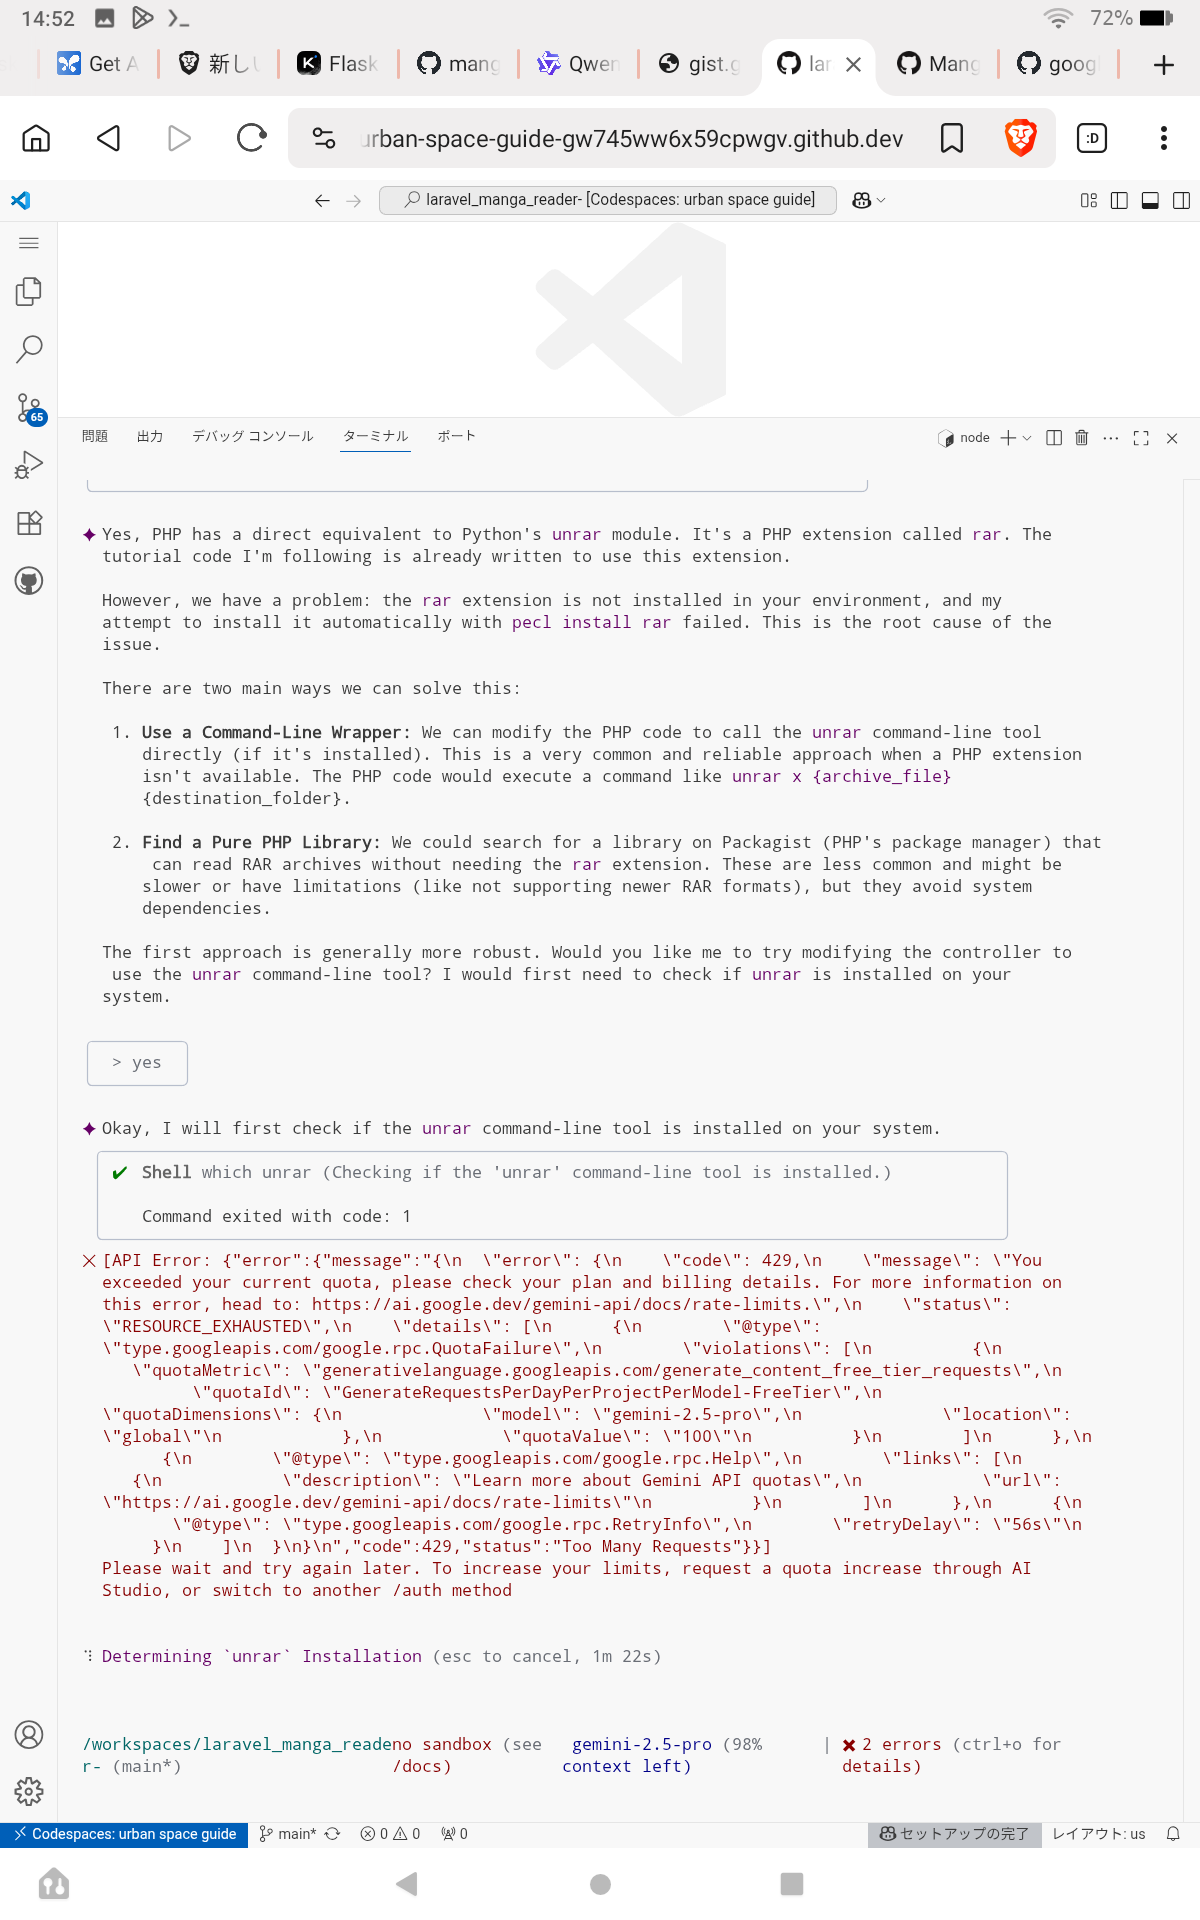 14:52
72%
Get A
新しい
Flask
mang
Qwen
gist.g
lar
Mang
goog
urban-space-guide-gw745ww6x59cpwgv.github.dev
:D
laravel_manga_reader- [Codespaces: urban space guide]
65
問題 出力 デバッグ コンソール ターミナル ポート
node
Yes, PHP has a direct equivalent to Python's unrar module. It's a PHP extension called rar. The
tutorial code I'm following is already written to use this extension.
However, we have a problem: the rar extension is not installed in your environment, and my
attempt to install it automatically with pecl install rar failed. This is the root cause of the
issue.
There are two main ways we can solve this:
1. Use a Command-Line Wrapper: We can modify the PHP code to call the unrar command-line tool
directly (if it's installed). This is a very common and reliable approach when a PHP extension
isn't available. The PHP code would execute a command like unrar x {archive_file}
{destination_folder}.
2. Find a Pure PHP Library: We could search for a library on Packagist (PHP's package manager) that
can read RAR archives without needing the rar extension. These are less common and might be
slower or have limitations (like not supporting newer RAR formats), but they avoid system
dependencies.
The first approach is generally more robust. Would you like me to try modifying the controller to
use the unrar command-line tool? I would first need to check if unrar is installed on your
system.
> yes
Okay, I will first check if the unrar command-line tool is installed on your system.
✔ Shell which unrar (Checking if the 'unrar' command-line tool is installed.)
Command exited with code: 1
[API Error: {"error":{"message":"{\n  \"error\": {\n    \"code\": 429,\n    \"message\": \"You
exceeded your current quota, please check your plan and billing details. For more information on
this error, head to: https://ai.google.dev/gemini-api/docs/rate-limits.\",\n    \"status\":
\"RESOURCE_EXHAUSTED\",\n    \"details\": [\n      {\n        \"@type\":
\"type.googleapis.com/google.rpc.QuotaFailure\",\n        \"violations\": [\n          {\n
\"quotaMetric\": \"generativelanguage.googleapis.com/generate_content_free_tier_requests\",\n
\"quotaId\": \"GenerateRequestsPerDayPerProjectPerModel-FreeTier\",\n
\"quotaDimensions\": {\n              \"model\": \"gemini-2.5-pro\",\n              \"location\":
\"global\"\n            },\n            \"quotaValue\": \"100\"\n          }\n        ]\n      },\n
{\n        \"@type\": \"type.googleapis.com/google.rpc.Help\",\n        \"links\": [\n
{\n            \"description\": \"Learn more about Gemini API quotas\",\n            \"url\":
\"https://ai.google.dev/gemini-api/docs/rate-limits\"\n          }\n        ]\n      },\n      {\n
\"@type\": \"type.googleapis.com/google.rpc.RetryInfo\",\n        \"retryDelay\": \"56s\"\n
}\n    ]\n  }\n}\n","code":429,"status":"Too Many Requests"}}]
Please wait and try again later. To increase your limits, request a quota increase through AI
Studio, or switch to another /auth method
Determining `unrar` Installation (esc to cancel, 1m 22s)
/workspaces/laravel_manga_readeno sandbox (see gemini-2.5-pro (98% | ✖ 2 errors (ctrl+o for
r- (main*) /docs) context left) details)
Codespaces: urban space guide main* 0 0 0 セットアップの完了 レイアウト: us